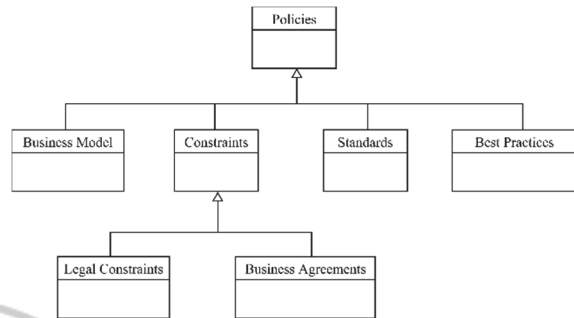 Policies
Business Model
Constraints
Standards
Best Practices
Legal Constraints
Business Agreements